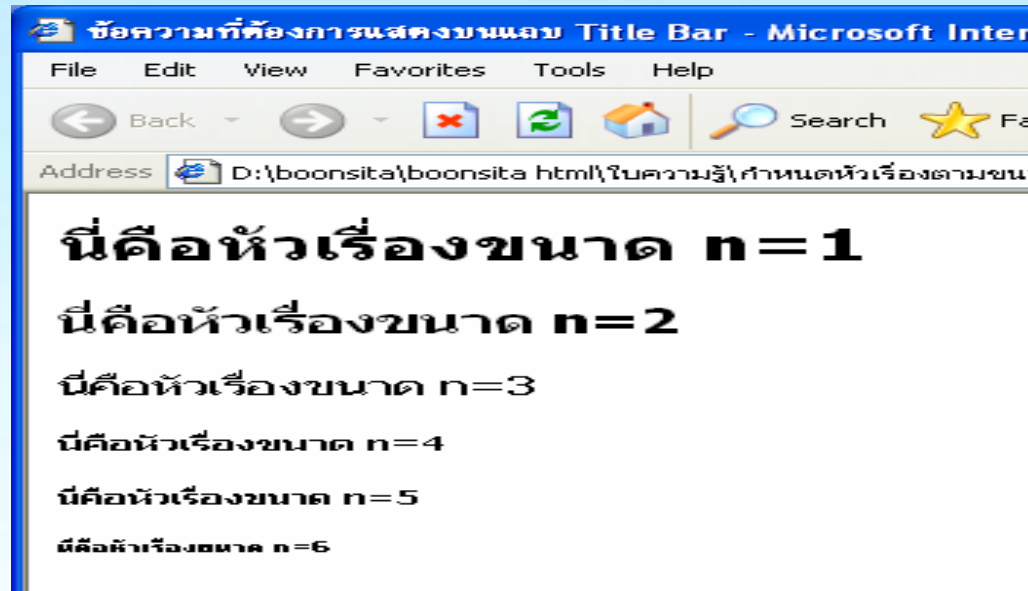 ข้อความที่ต้องการแสดงบนแถบ Title Bar - Microsoft Inter
File Edit View Favorites Tools Help
Back Search Fa
Address D:\boonsita\boonsita html\ใบความรู้\กำหนดหัวเรื่องตามขน
นี่คือหัวเรื่องขนาด n=1
นี่คือหัวเรื่องขนาด n=2
นี่คือหัวเรื่องขนาด n=3
นี่คือหัวเรื่องขนาด n=4
นี่คือหัวเรื่องขนาด n=5
นี่คือหัวเรื่องขนาด n=6